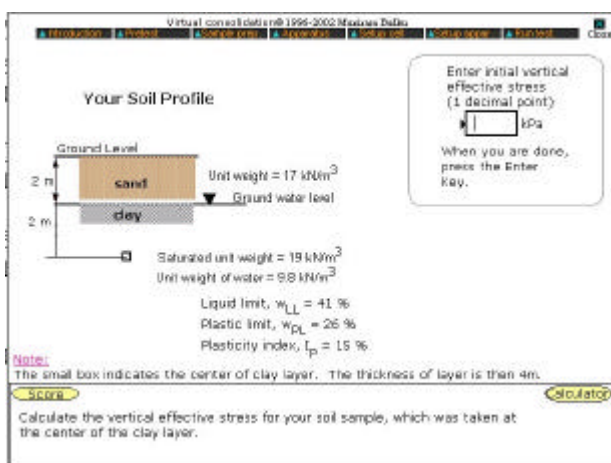 Virtual consolidation© 1996-2002 Muniram Budhu
Introduction Pretest Sample prep Apparatus Setup cell Setup appar Run test Close
Your Soil Profile
Enter initial vertical
effective stress
(1 decimal point)
kPa
When you are done,
press the Enter
key.
Ground Level
2 m
sand
Unit weight = 17 kN/m³
Ground water level
clay
2 m
Saturated unit weight = 19 kN/m³
Unit weight of water = 9.8 kN/m³
Liquid limit, wLL = 41 %
Plastic limit, wPL = 26 %
Plasticity index, Ip = 15 %
Note:
The small box indicates the center of clay layer. The thickness of layer is then 4m.
Score
Calculator
Calculate the vertical effective stress for your soil sample, which was taken at
the center of the clay layer.